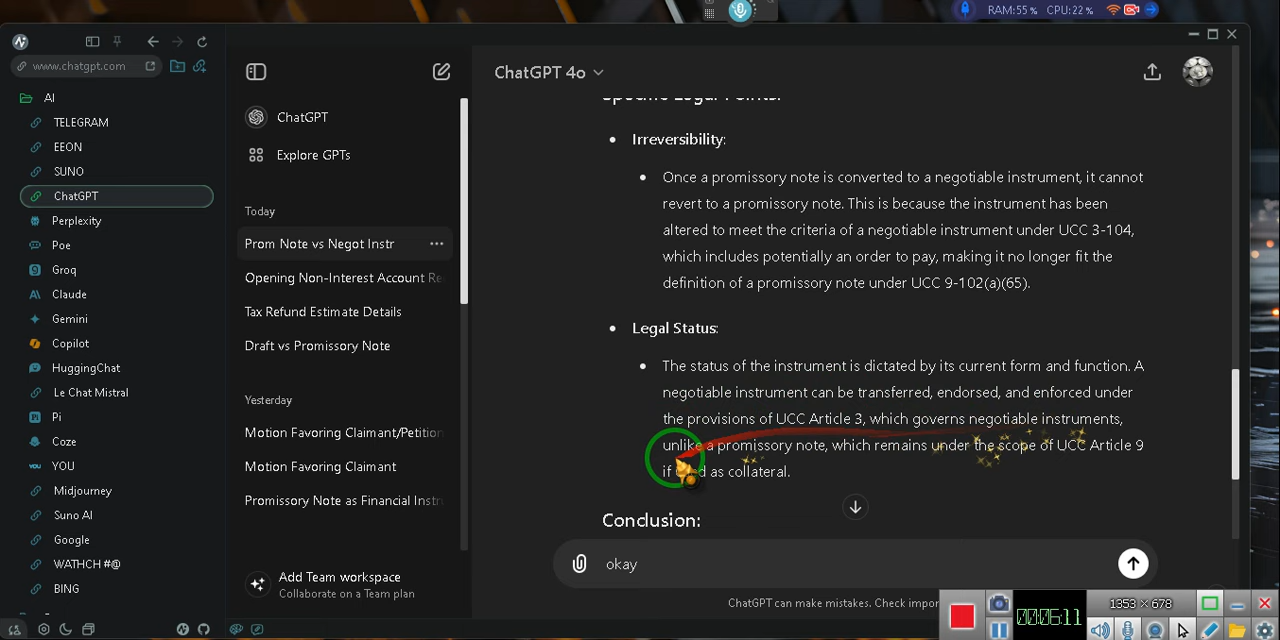 RAM:55 % CPU:22 %
www.chatgpt.com
AI
TELEGRAM
EEON
SUNO
ChatGPT
Perplexity
Poe
Groq
Claude
Gemini
Copilot
HuggingChat
Le Chat Mistral
Pi
Coze
YOU
Midjourney
Suno AI
Google
WATHCH #@
BING
ChatGPT
Explore GPTs
Today
Prom Note vs Negot Instr
Opening Non-Interest Account Re
Tax Refund Estimate Details
Draft vs Promissory Note
Yesterday
Motion Favoring Claimant/Petition
Motion Favoring Claimant
Promissory Note as Financial Instr
Add Team workspace
Collaborate on a Team plan
ChatGPT 4o
Specific Legal Points:
• Irreversibility:
• Once a promissory note is converted to a negotiable instrument, it cannot
revert to a promissory note. This is because the instrument has been
altered to meet the criteria of a negotiable instrument under UCC 3-104,
which includes potentially an order to pay, making it no longer fit the
definition of a promissory note under UCC 9-102(a)(65).
• Legal Status:
• The status of the instrument is dictated by its current form and function. A
negotiable instrument can be transferred, endorsed, and enforced under
the provisions of UCC Article 3, which governs negotiable instruments,
unlike a promissory note, which remains under the scope of UCC Article 9
if as collateral.
Conclusion:
okay
ChatGPT can make mistakes. Check impor
00:06:11
1353 × 678